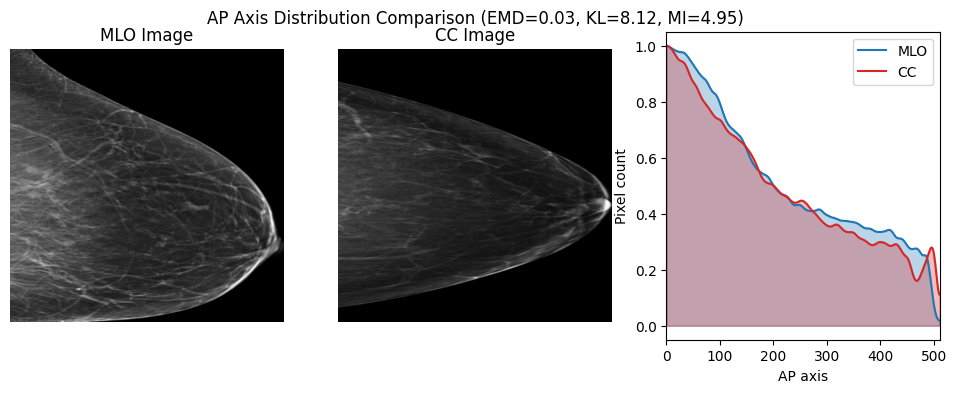 AP Axis Distribution Comparison (EMD=0.03, KL=8.12, MI=4.95)
MLO Image
CC Image
MLO
CC
Pixel count
1.0
0.8
0.6
0.4
0.2
0.0
0 100 200 300 400 500
AP axis